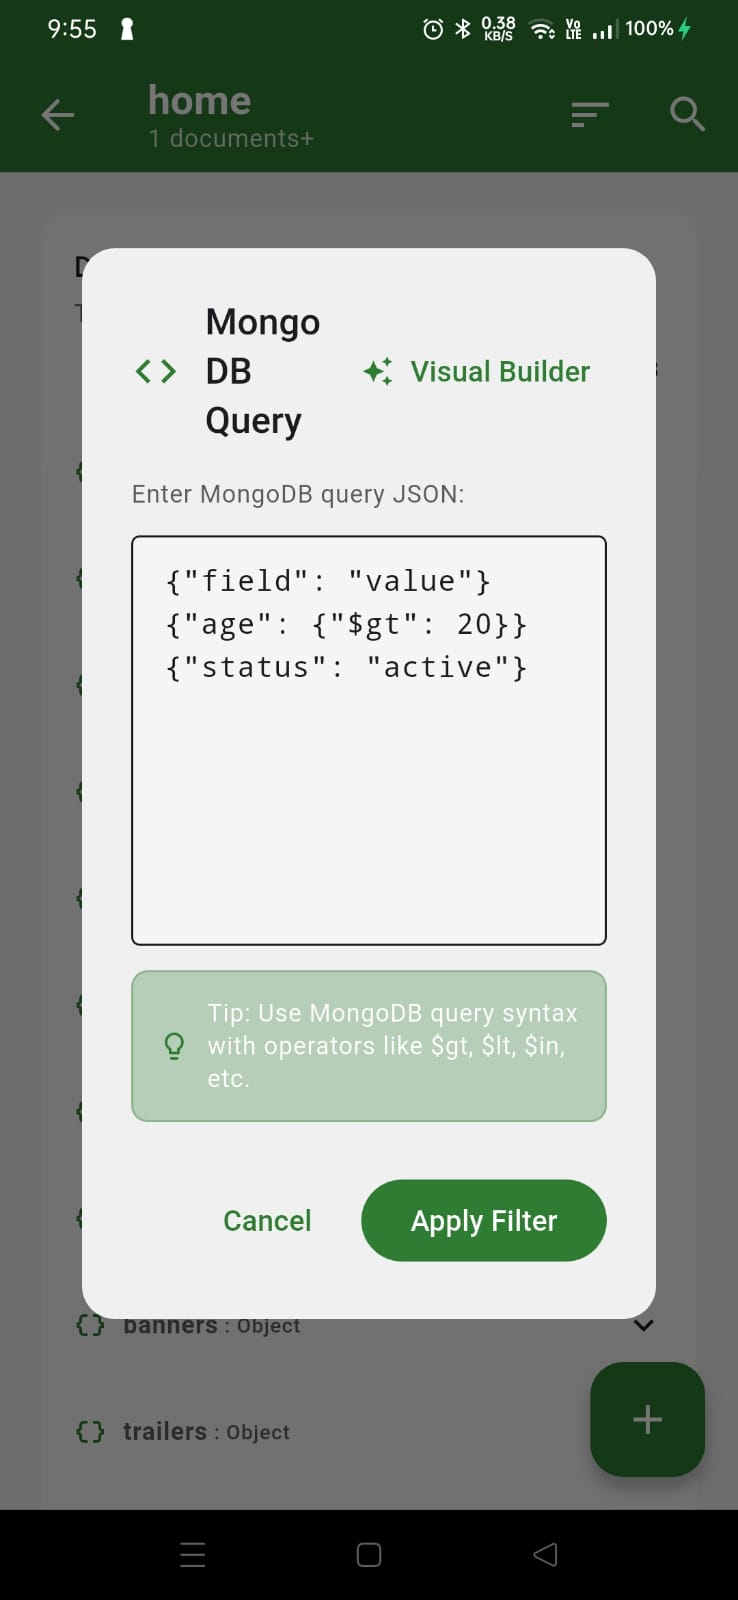 9:55
0.38
KB/S
Vo
LTE
100%
home
1 documents+
D
T
Mongo
DB
Query
Visual Builder
Enter MongoDB query JSON:
{"field": "value"}
{"age": {"$gt": 20}}
{"status": "active"}
Tip: Use MongoDB query syntax
with operators like $gt, $lt, $in,
etc.
Cancel
Apply Filter
{} banners : Object
{} trailers : Object